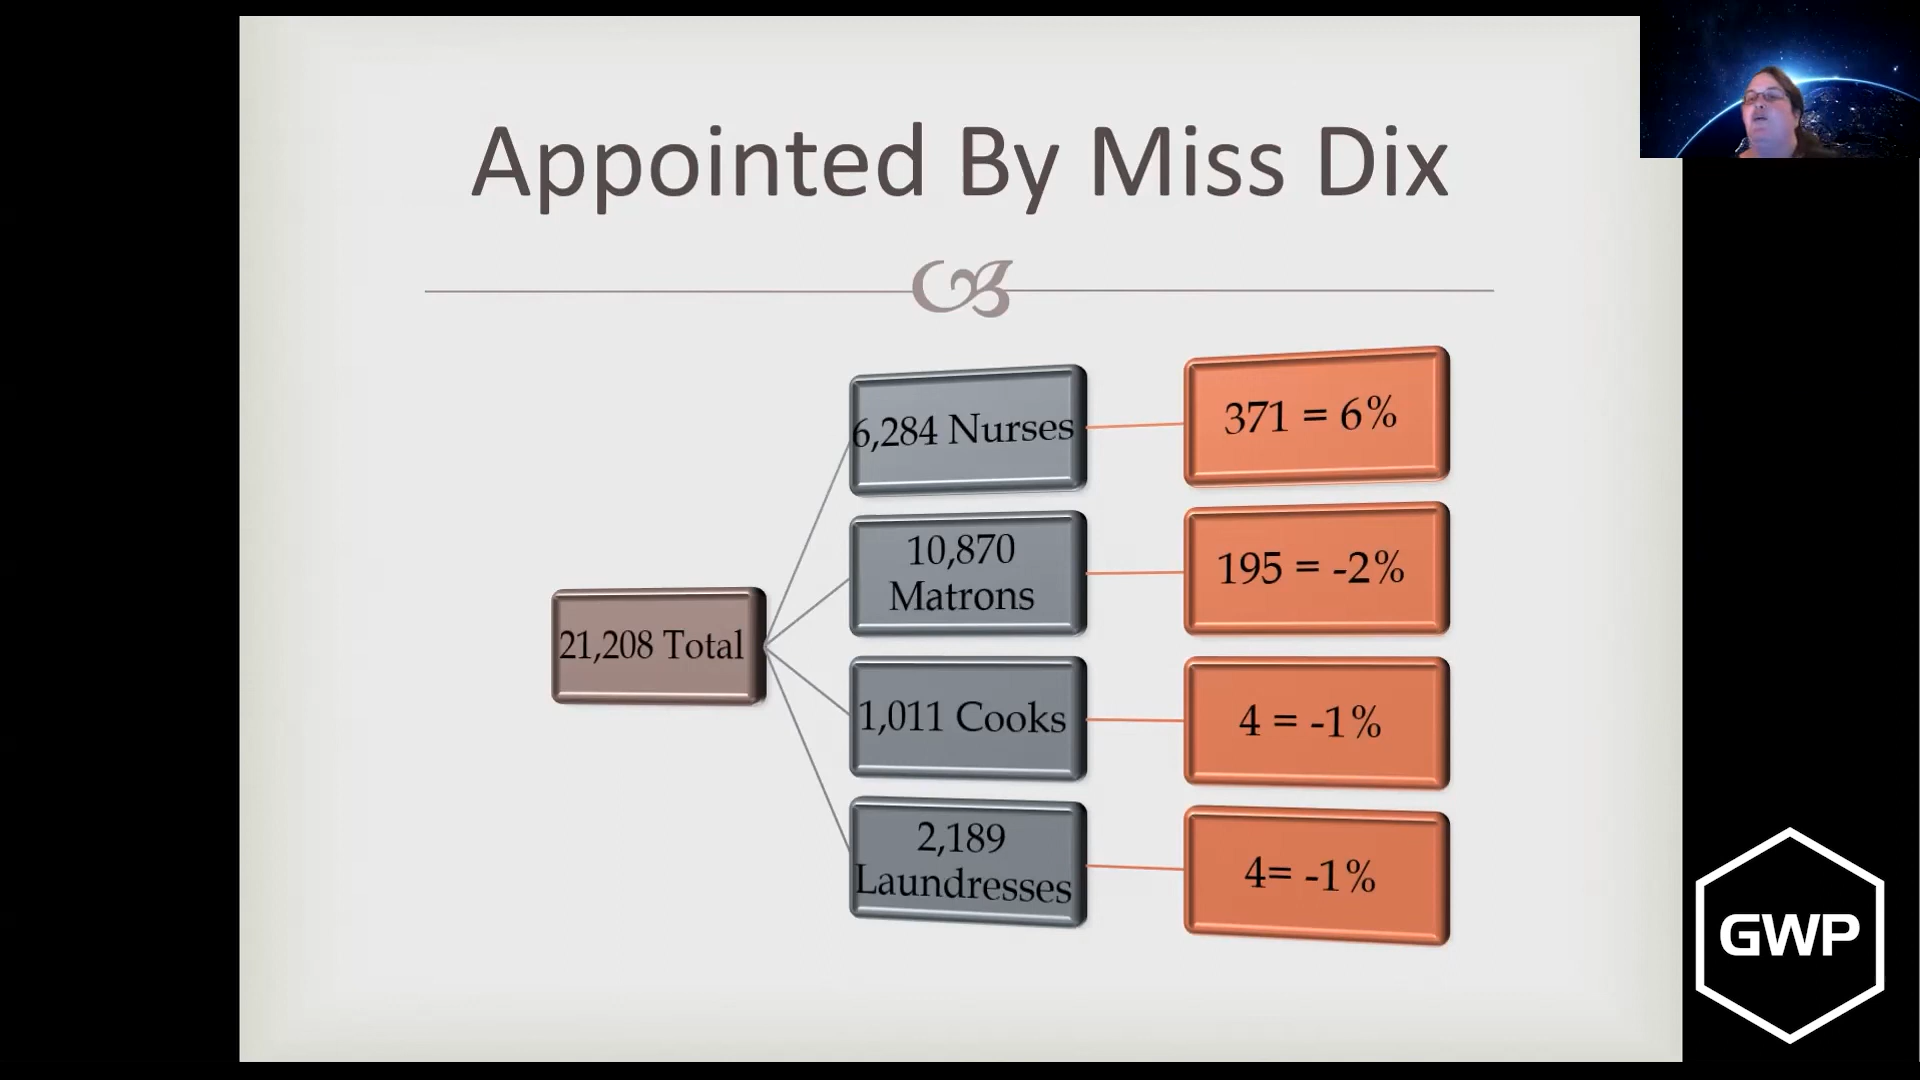 Appointed By Miss Dix
21,208 Total
6,284 Nurses
371 = 6%
10,870
Matrons
195 = -2%
1,011 Cooks
4 = -1%
2,189
Laundresses
4= -1%
GWP